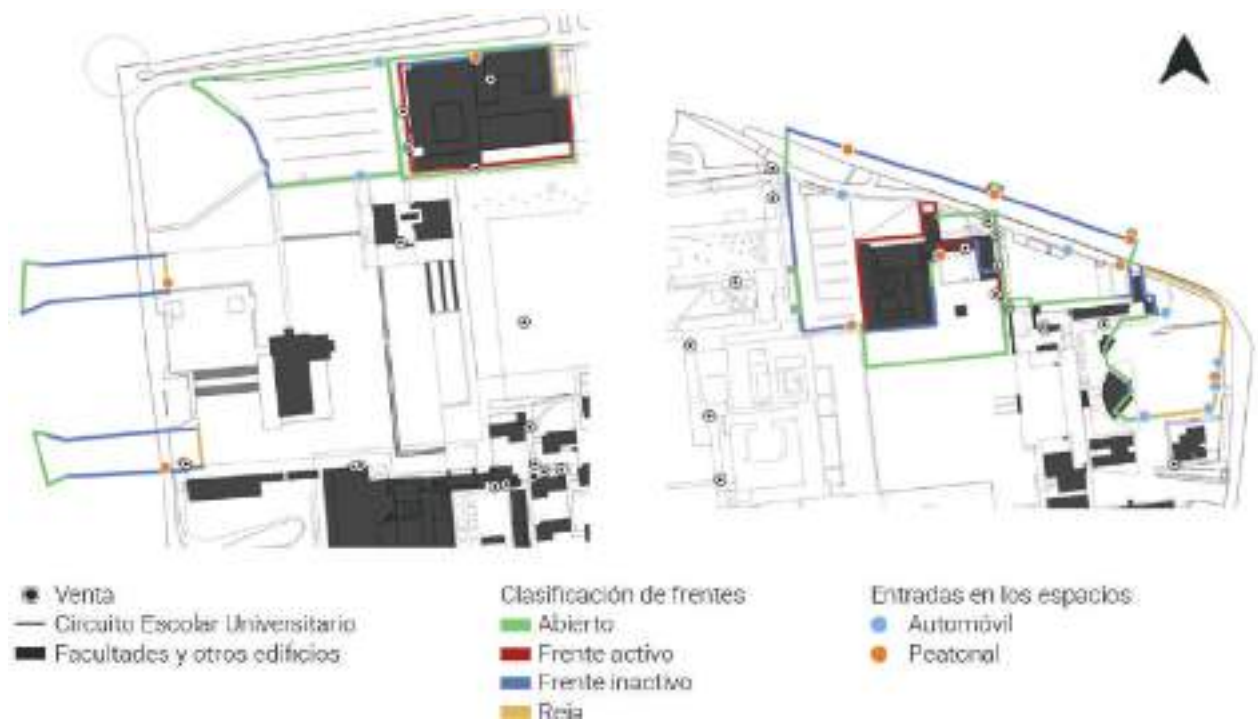 Venta
Circuito Escolar Universitario
Facultades y otros edificios
Clasificación de frentes
Abierto
Frente activo
Frente inactivo
Reja
Entradas en los espacios
Automóvil
Peatonal